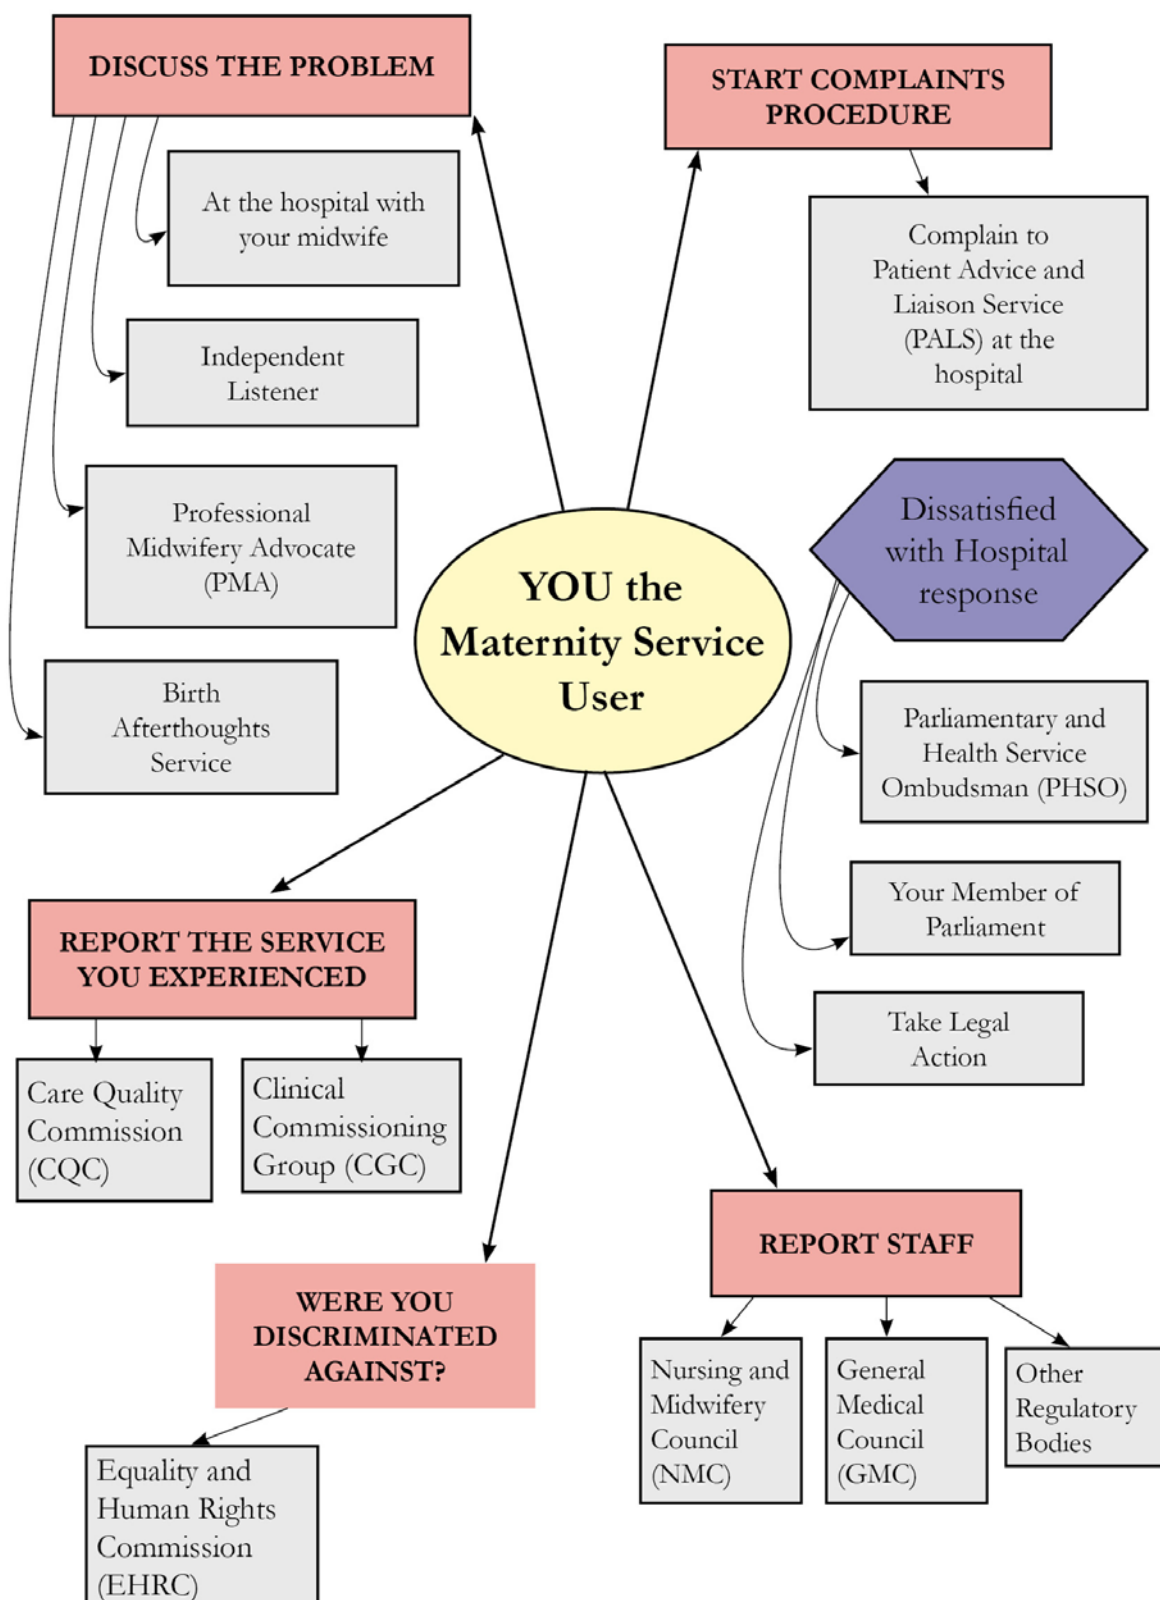 DISCUSS THE PROBLEM
At the hospital with
your midwife
Independent
Listener
Professional
Midwifery Advocate
(PMA)
Birth
Afterthoughts
Service
START COMPLAINTS
PROCEDURE
Complain to
Patient Advice and
Liaison Service
(PALS) at the
hospital
Dissatisfied
with Hospital
response
Parliamentary and
Health Service
Ombudsman (PHSO)
Your Member of
Parliament
Take Legal
Action
YOU the
Maternity Service
User
REPORT THE SERVICE
YOU EXPERIENCED
Care Quality
Commission
(CQC)
Clinical
Commissioning
Group (CGC)
WERE YOU
DISCRIMINATED
AGAINST?
Equality and
Human Rights
Commission
(EHRC)
REPORT STAFF
Nursing and
Midwifery
Council
(NMC)
General
Medical
Council
(GMC)
Other
Regulatory
Bodies